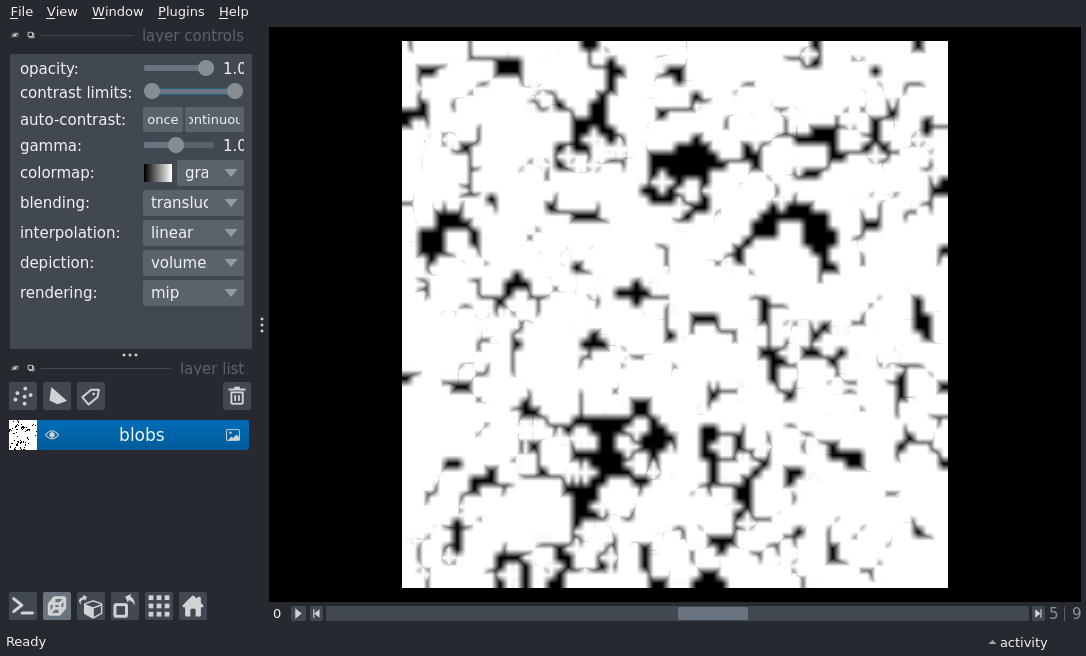 File View Window Plugins Help
layer controls
opacity: 1.0
contrast limits:
auto-contrast: once ontinuou
gamma: 1.0
colormap: gra
blending: transluc
interpolation: linear
depiction: volume
rendering: mip
layer list
blobs
0 5 | 9
Ready activity